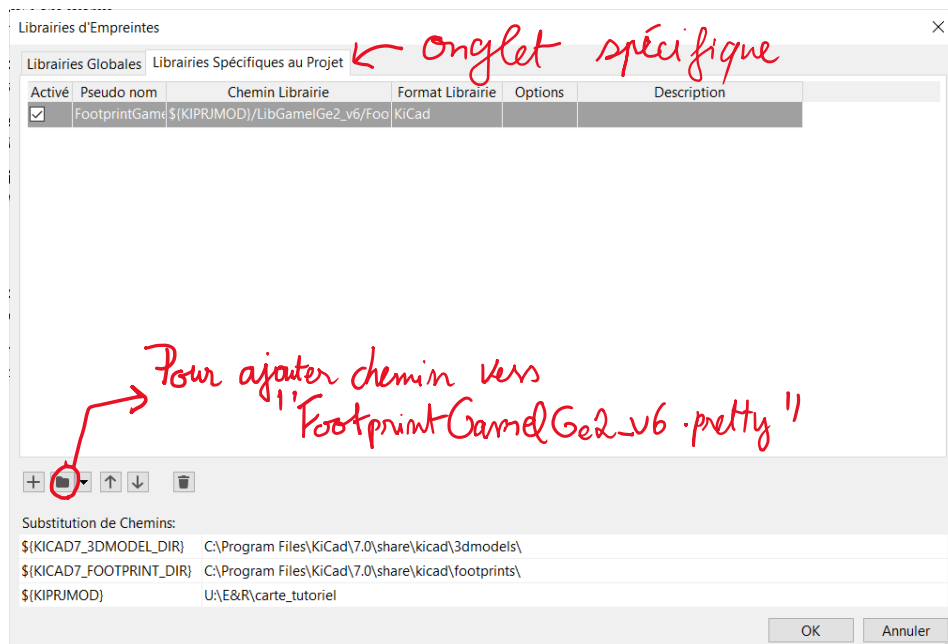 Librairies d'Empreintes
Librairies Globales Librairies Spécifiques au Projet onglet spécifique
Activé Pseudo nom Chemin Librairie Format Librairie Options Description
FootprintGame ${KIPRJMOD}/LibGamelGe2_v6/Foo KiCad
Pour ajouter chemin vers
"FootprintGamelGe2_v6.pretty"
Substitution de Chemins:
${KICAD7_3DMODEL_DIR} C:\Program Files\KiCad\7.0\share\kicad\3dmodels\
${KICAD7_FOOTPRINT_DIR} C:\Program Files\KiCad\7.0\share\kicad\footprints\
${KIPRJMOD} U:\E&R\carte_tutoriel
OK Annuler